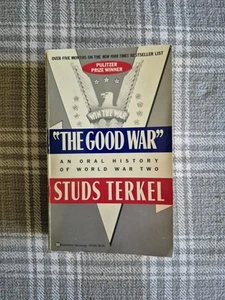 OVER FIVE MONTHS ON THE NEW YORK TIMES BESTSELLER LIST
PULITZER
PRIZE WINNER
WIN THE WAR
"THE GOOD WAR"
AN ORAL HISTORY
OF WORLD WAR TWO
STUDS TERKEL